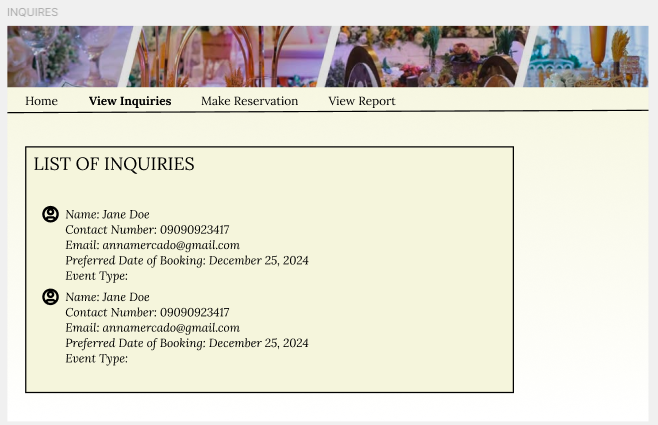 INQUIRES
Home View Inquiries Make Reservation View Report
LIST OF INQUIRIES
Name: Jane Doe
Contact Number: 09090923417
Email: annamercado@gmail.com
Preferred Date of Booking: December 25, 2024
Event Type:
Name: Jane Doe
Contact Number: 09090923417
Email: annamercado@gmail.com
Preferred Date of Booking: December 25, 2024
Event Type: